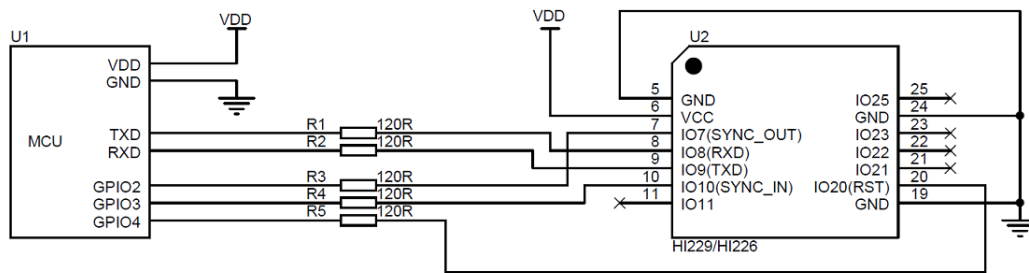 VDD
VDD
U1
U2
VDD
GND
5
GND
IO25
25
6
VCC
GND
24
TXD
R1
120R
7
IO7(SYNC_OUT)
IO23
23
MCU
RXD
R2
120R
8
IO8(RXD)
IO22
22
9
IO9(TXD)
IO21
21
GPIO2
R3
120R
10
IO10(SYNC_IN)
IO20(RST)
20
GPIO3
R4
120R
11
IO11
GND
19
GPIO4
R5
120R
HI229/HI226